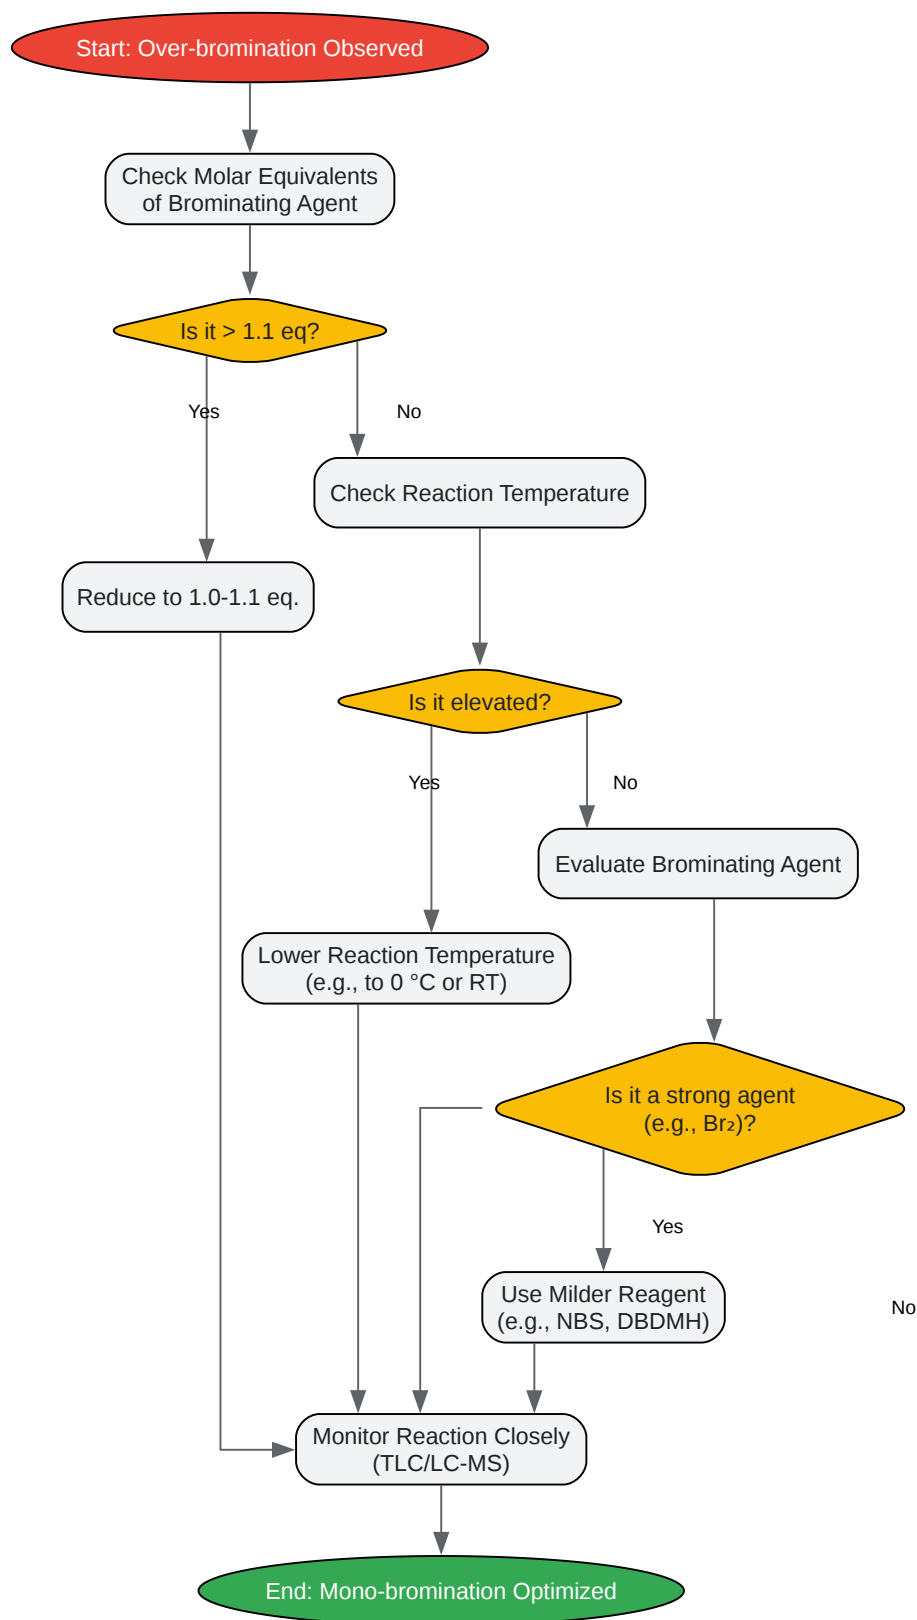 Start: Over-bromination Observed
Check Molar Equivalents
of Brominating Agent
Is it > 1.1 eq?
Yes
No
Check Reaction Temperature
Reduce to 1.0-1.1 eq.
Is it elevated?
Yes
No
Evaluate Brominating Agent
Lower Reaction Temperature
(e.g., to 0 °C or RT)
Is it a strong agent
(e.g., Br₂)?
Yes
Use Milder Reagent
(e.g., NBS, DBDMH)
No
Monitor Reaction Closely
(TLC/LC-MS)
End: Mono-bromination Optimized